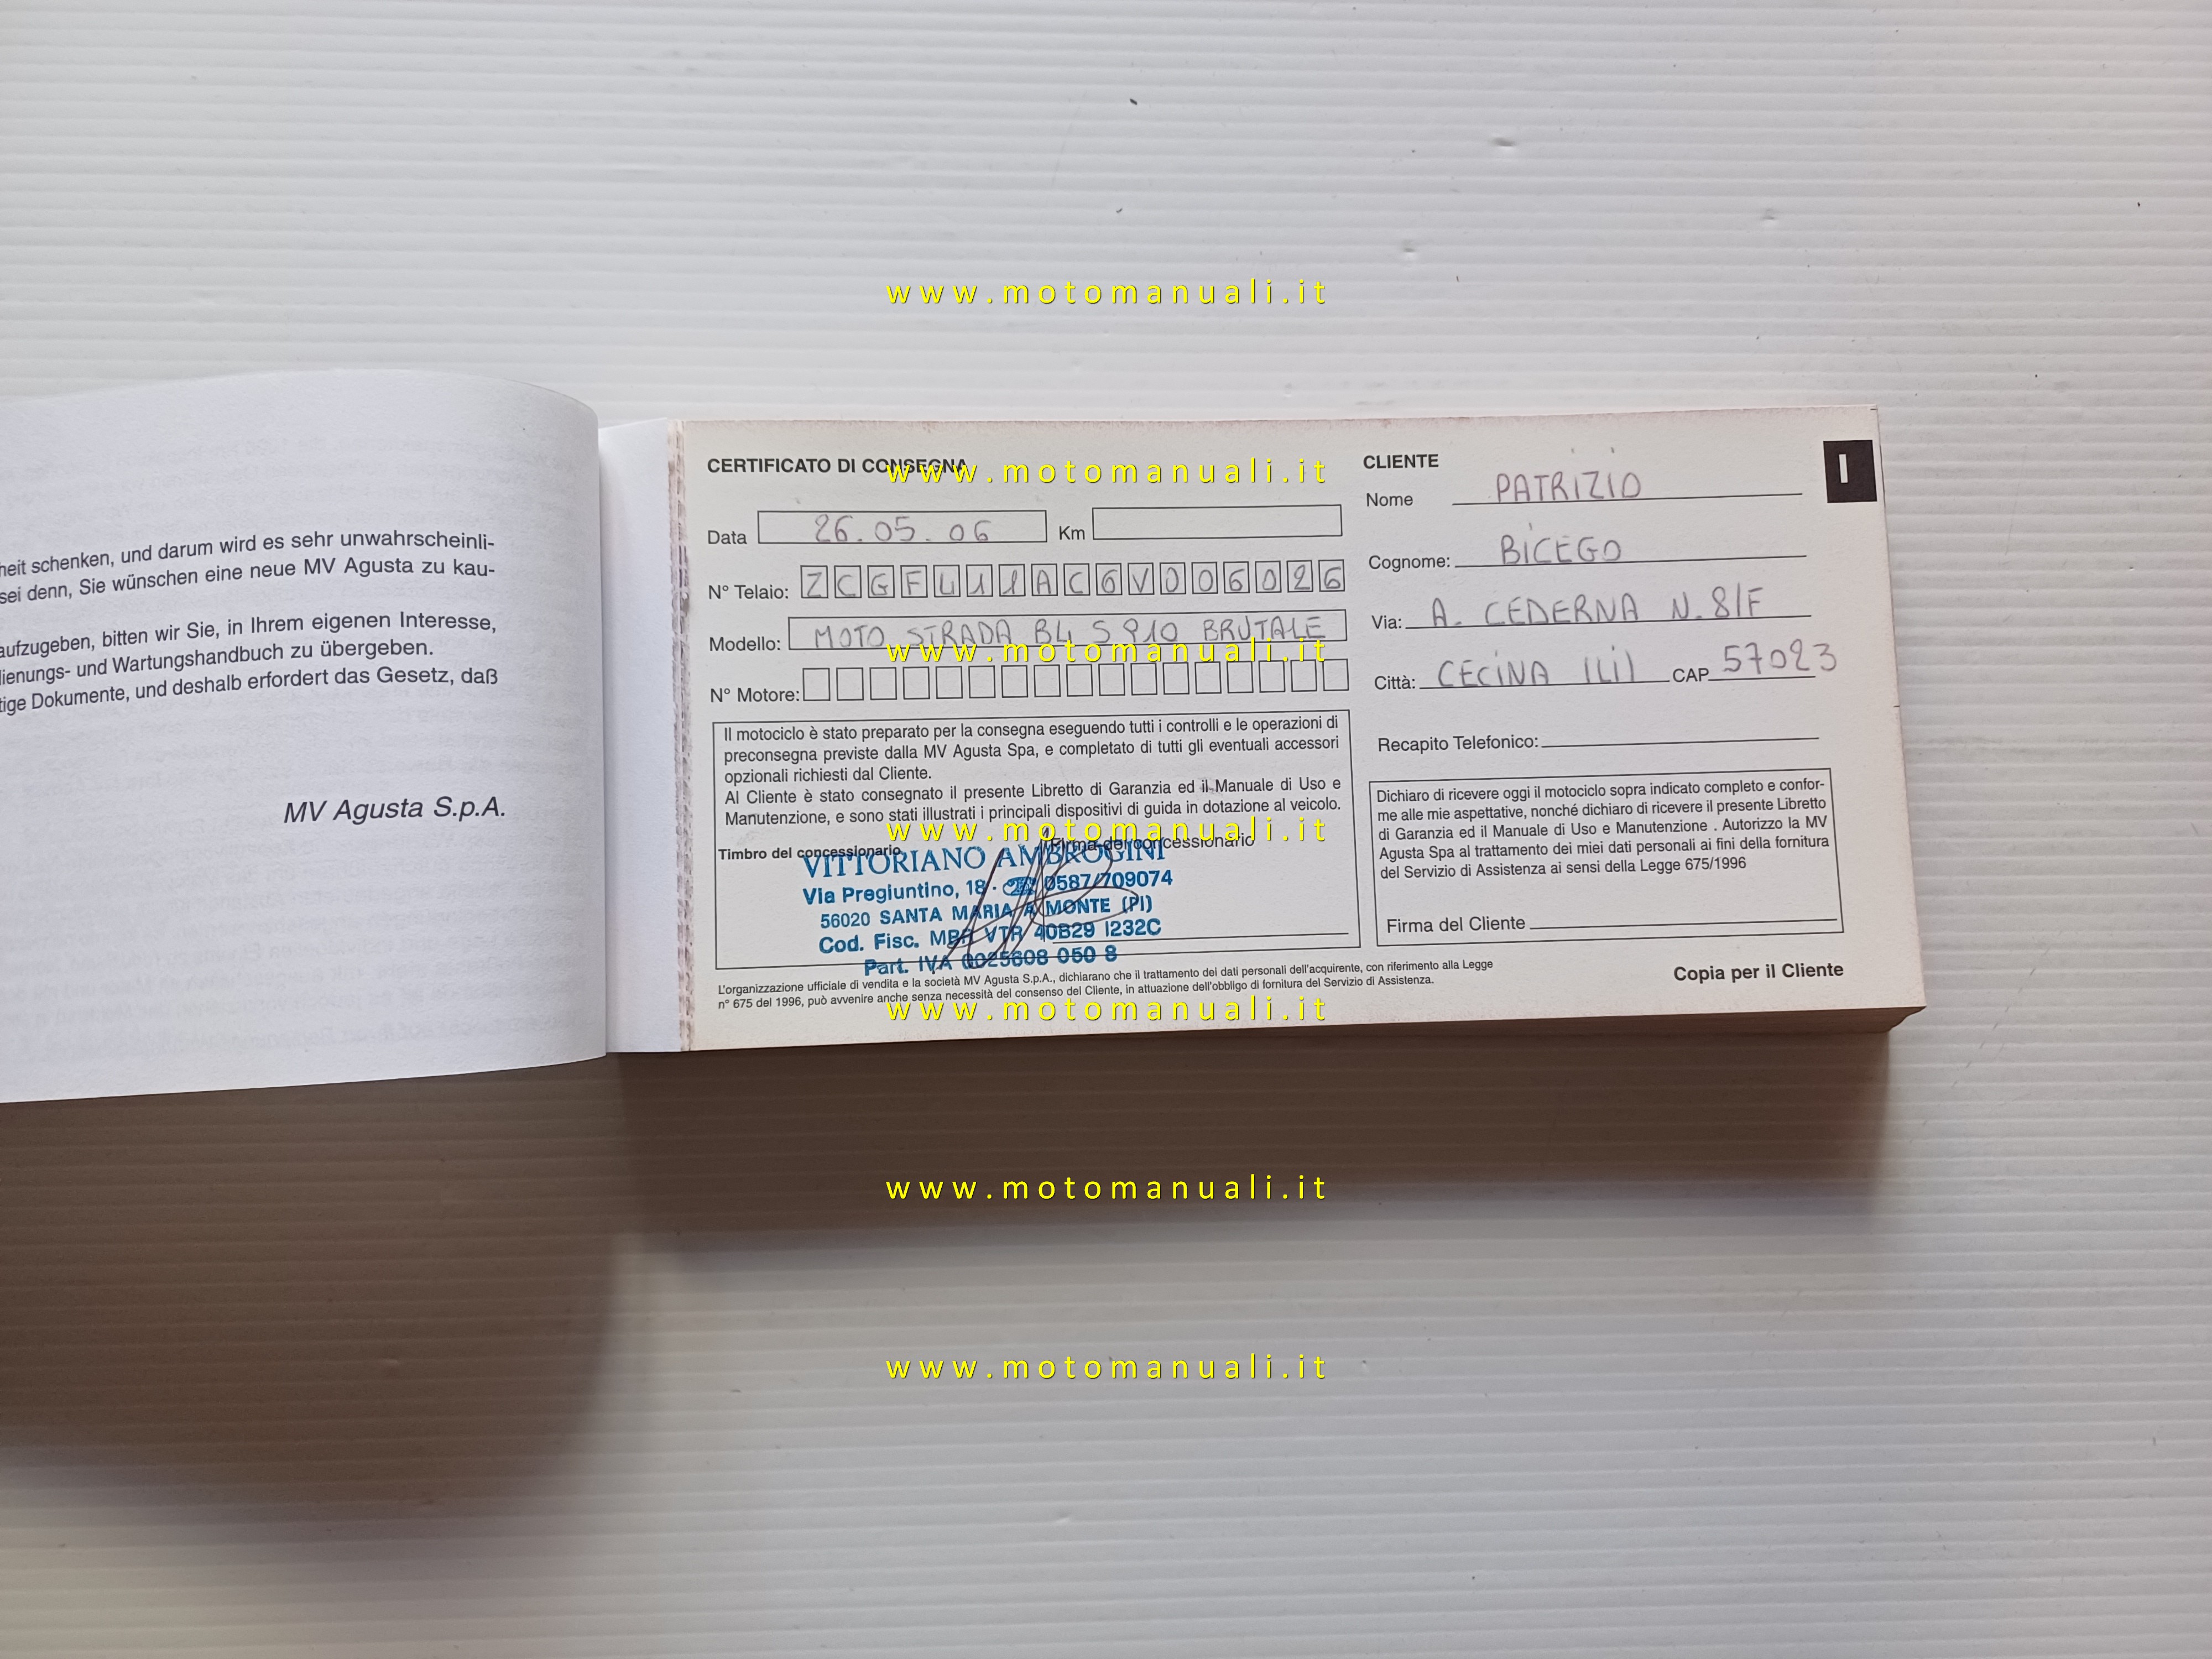 www.motomanuali.it
heit schenken, und darum wird es sehr unwahrscheinli-
sei denn, Sie wünschen eine neue MV Agusta zu kau-
aufzugeben, bitten wir Sie, in Ihrem eigenen Interesse,
lienungs- und Wartungshandbuch zu übergeben.
tige Dokumente, und deshalb erfordert das Gesetz, daß
MV Agusta S.p.A.
CERTIFICATO DI CONSEGNA
www.motomanuali.it
Data 26.05.06 Km
N° Telaio: ZCGF411AC6V006026
Modello: MOTO STRADA B4 S 910 BRUTALE
www.motomanuali.it
N° Motore:
Il motociclo è stato preparato per la consegna eseguendo tutti i controlli e le operazioni di
preconsegna previste dalla MV Agusta Spa, e completato di tutti gli eventuali accessori
opzionali richiesti dal Cliente.
Al Cliente è stato consegnato il presente Libretto di Garanzia ed il Manuale di Uso e
Manutenzione, e sono stati illustrati i principali dispositivi di guida in dotazione al veicolo.
www.motomanuali.it
Timbro del concessionario Firma del concessionario
VITTORIANO AMBROGINI
Via Pregiuntino, 18 · ☎ 0587/709074
56020 SANTA MARIA A MONTE (PI)
Cod. Fisc. MBR VTR 40B29 I232C
Part. IVA 0025608 050 8
L'organizzazione ufficiale di vendita e la società MV Agusta S.p.A., dichiarano che il trattamento dei dati personali dell'acquirente, con riferimento alla Legge
n° 675 del 1996, può avvenire anche senza necessità del consenso del Cliente, in attuazione dell'obbligo di fornitura del Servizio di Assistenza.
www.motomanuali.it
CLIENTE
I
Nome PATRIZIO
Cognome: BICEGO
Via: A. CEDERNA N. 8/F
Città: CECINA (LI) CAP 57023
Recapito Telefonico:
Dichiaro di ricevere oggi il motociclo sopra indicato completo e confor-
me alle mie aspettative, nonché dichiaro di ricevere il presente Libretto
di Garanzia ed il Manuale di Uso e Manutenzione . Autorizzo la MV
Agusta Spa al trattamento dei miei dati personali ai fini della fornitura
del Servizio di Assistenza ai sensi della Legge 675/1996
Firma del Cliente
Copia per il Cliente
www.motomanuali.it
www.motomanuali.it